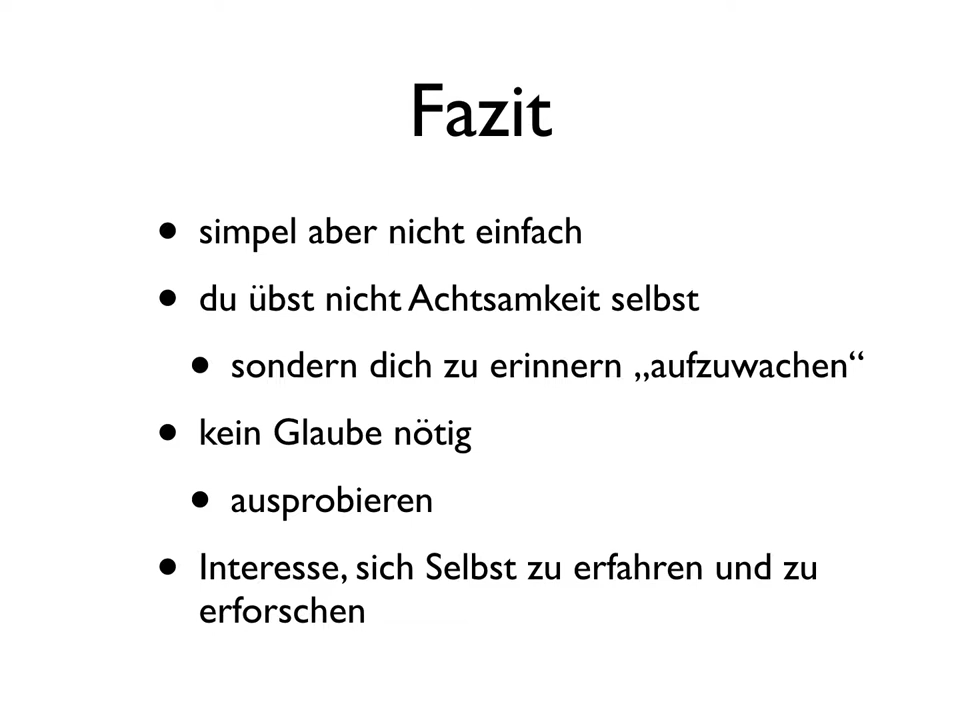 Fazit
• simpel aber nicht einfach
• du übst nicht Achtsamkeit selbst
• sondern dich zu erinnern „aufzuwachen“
• kein Glaube nötig
• ausprobieren
• Interesse, sich Selbst zu erfahren und zu
erforschen